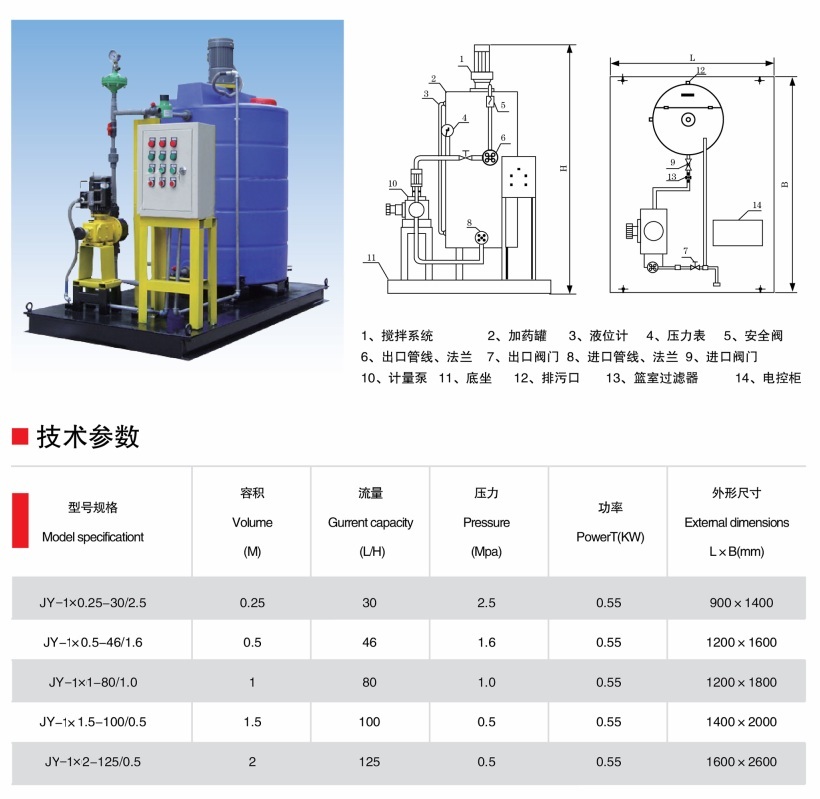 1
2
3
4
5
6
10
8
11
H
L
12
9
13
B
14
7
1、搅拌系统 2、加药罐 3、液位计 4、压力表 5、安全阀
6、出口管线、法兰 7、出口阀门 8、进口管线、法兰 9、进口阀门
10、计量泵 11、底坐 12、排污口 13、篮室过滤器 14、电控柜
技术参数
型号规格 容积 流量 压力 功率 外形尺寸
Model specificationt Volume Gurrent capacity Pressure PowerT(KW) External dimensions
(M) (L/H) (Mpa) L×B(mm)
JY-1×0.25-30/2.5 0.25 30 2.5 0.55 900×1400
JY-1×0.5-46/1.6 0.5 46 1.6 0.55 1200×1600
JY-1×1-80/1.0 1 80 1.0 0.55 1200×1800
JY-1×1.5-100/0.5 1.5 100 0.5 0.55 1400×2000
JY-1×2-125/0.5 2 125 0.5 0.55 1600×2600